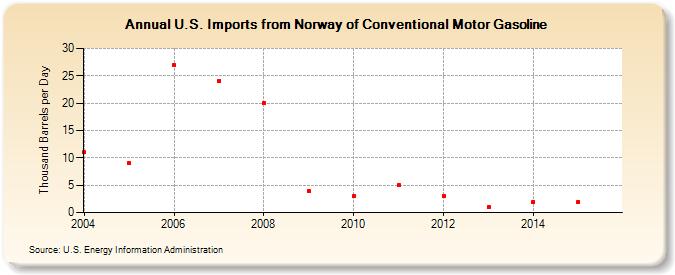 Annual U.S. Imports from Norway of Conventional Motor Gasoline
Thousand Barrels per Day
30
25
20
15
10
5
0
2004 2006 2008 2010 2012 2014
Source: U.S. Energy Information Administration